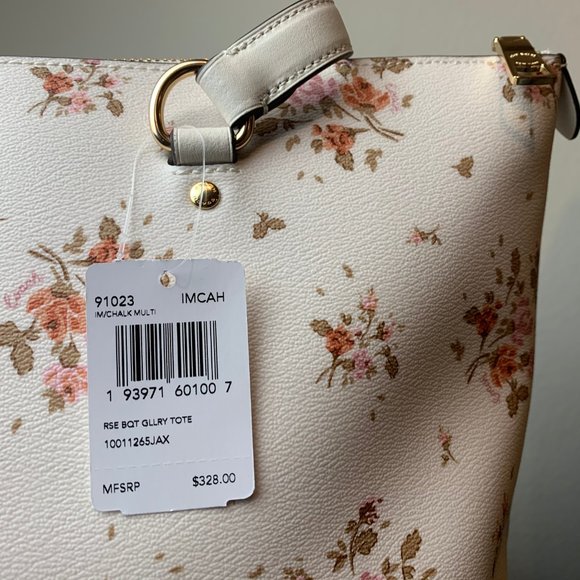 91023 IMCAH
IM/CHALK MULTI
1 93971 60100 7
RSE BQT GLLRY TOTE
10011265JAX
MFSRP $328.00